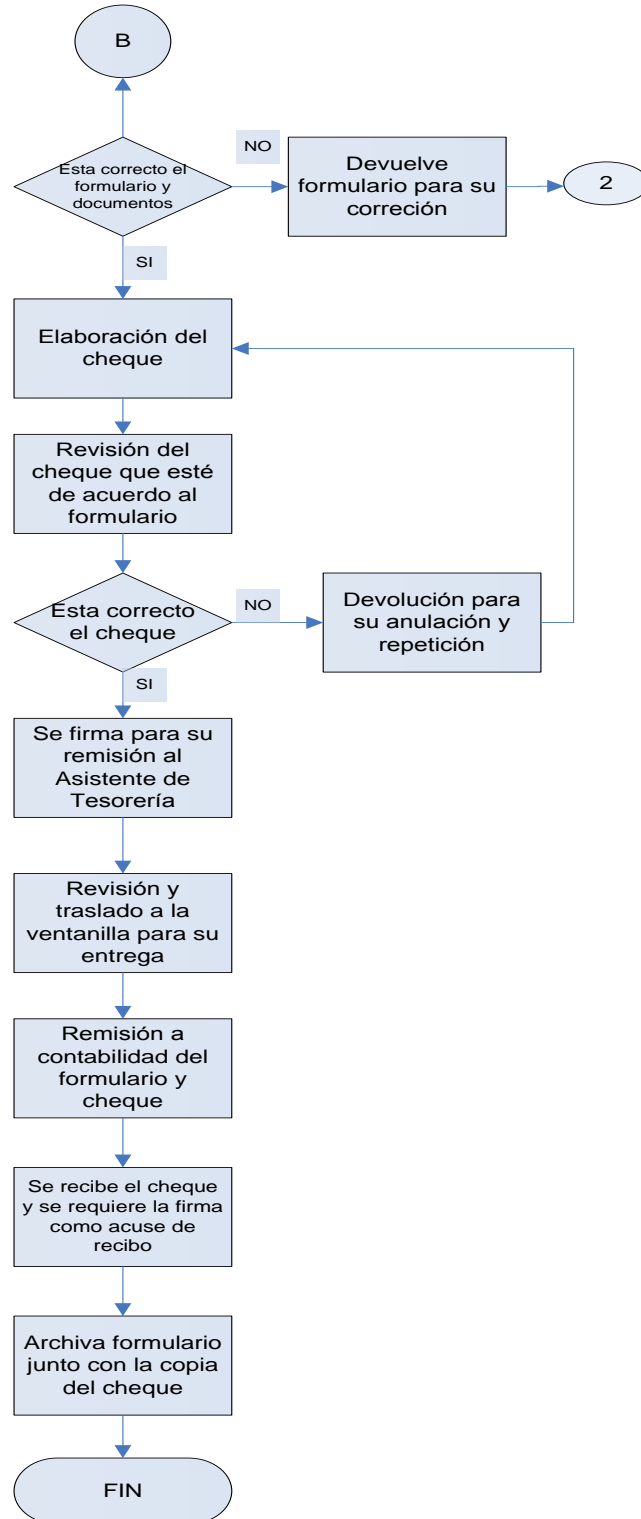 B
Esta correcto el
formulario y
documentos
NO
Devuelve
formulario para su
correción
2
SI
Elaboración del
cheque
Revisión del
cheque que esté
de acuerdo al
formulario
Esta correcto
el cheque
NO
Devolución para
su anulación y
repetición
SI
Se firma para su
remisión al
Asistente de
Tesorería
Revisión y
traslado a la
ventanilla para su
entrega
Remisión a
contabilidad del
formulario y
cheque
Se recibe el cheque
y se requiere la firma
como acuse de
recibo
Archiva formulario
junto con la copia
del cheque
FIN